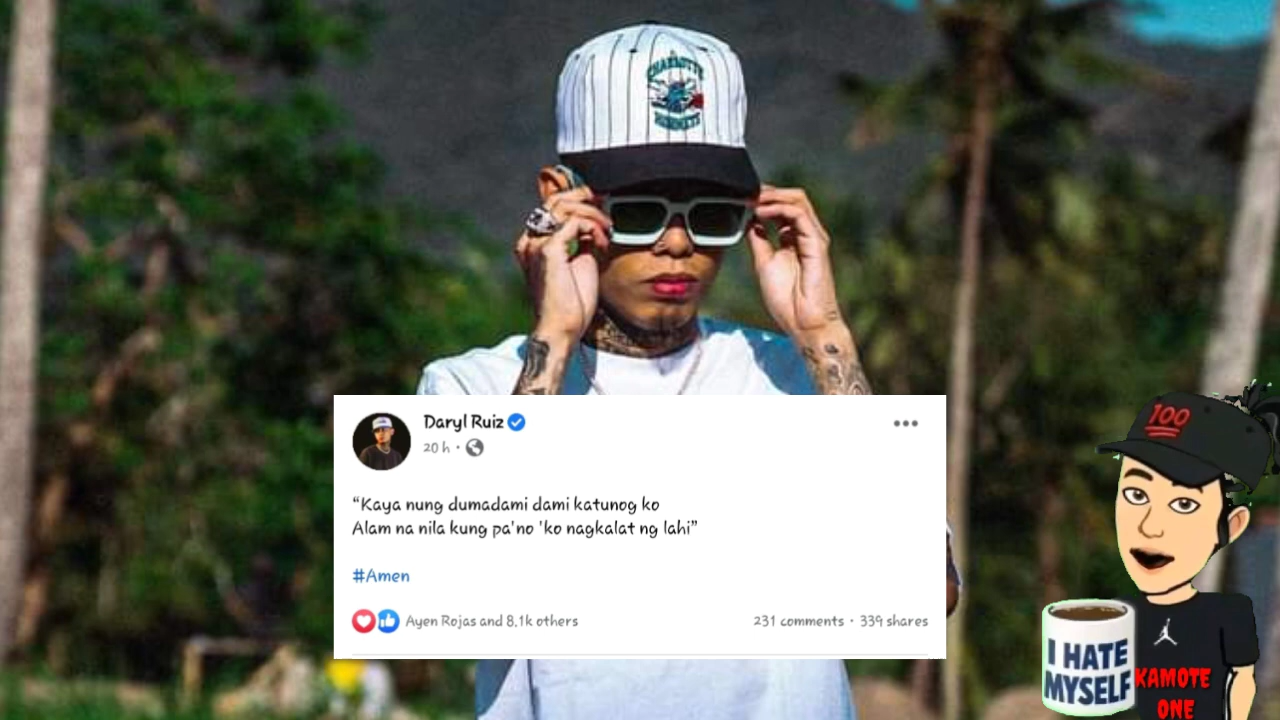 CHARLOTTE
HORNETS
Daryl Ruiz
20 h ·
“Kaya nung dumadami dami katunog ko
Alam na nila kung pa'no 'ko nagkalat ng lahi”
#Amen
Ayen Rojas and 8.1k others
231 comments · 339 shares
100
I HATE
MYSELF
KAMOTE
ONE